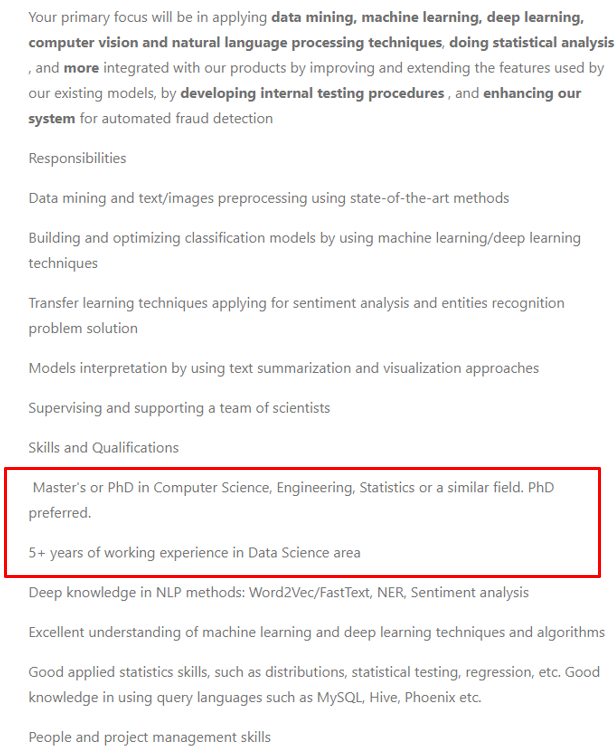 Your primary focus will be in applying data mining, machine learning, deep learning,
computer vision and natural language processing techniques, doing statistical analysis
, and more integrated with our products by improving and extending the features used by
our existing models, by developing internal testing procedures , and enhancing our
system for automated fraud detection
Responsibilities
Data mining and text/images preprocessing using state-of-the-art methods
Building and optimizing classification models by using machine learning/deep learning
techniques
Transfer learning techniques applying for sentiment analysis and entities recognition
problem solution
Models interpretation by using text summarization and visualization approaches
Supervising and supporting a team of scientists
Skills and Qualifications
Master's or PhD in Computer Science, Engineering, Statistics or a similar field. PhD
preferred.
5+ years of working experience in Data Science area
Deep knowledge in NLP methods: Word2Vec/FastText, NER, Sentiment analysis
Excellent understanding of machine learning and deep learning techniques and algorithms
Good applied statistics skills, such as distributions, statistical testing, regression, etc. Good
knowledge in using query languages such as MySQL, Hive, Phoenix etc.
People and project management skills